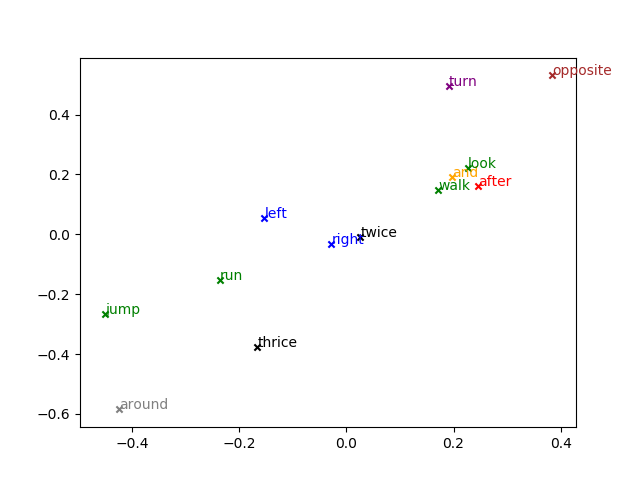 opposite
turn
look
and
after
walk
left
right
twice
run
jump
thrice
around
0.4
0.2
0.0
−0.2
−0.4
−0.6
−0.4
−0.2
0.0
0.2
0.4